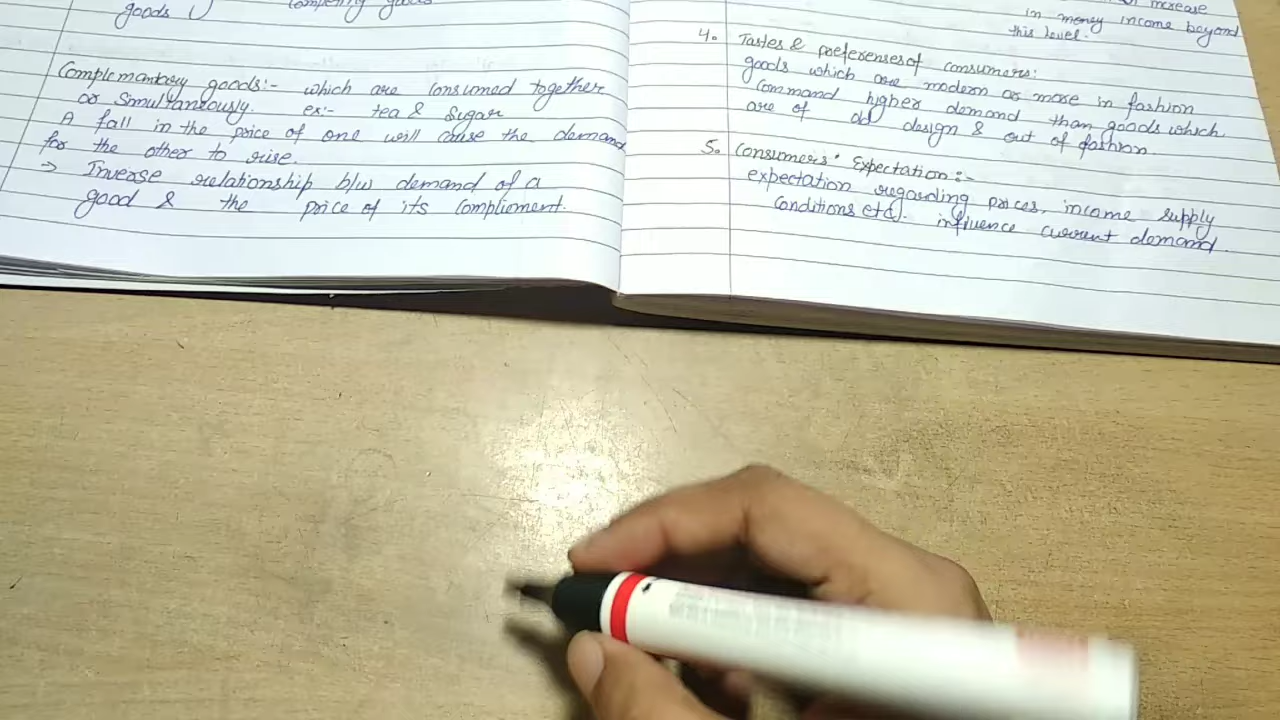 goods
Complemantary goods:- which are consumed together
or Simultaneously. ex:- tea & Sugar
A fall in the price of one will cause the demand
for the other to rise.
→ Inverse relationship b/w demand of a
good & the price of its compliment.
increase
in money income beyond
this level.
4. Tastes & preferenses of consumers:
goods which are modern or more in fashion
command higher demand than goods which
are of old design & out of fashion.
5. Consumers' Expectation :-
expectation regarding prices, income supply
conditions etc). influence current demand.